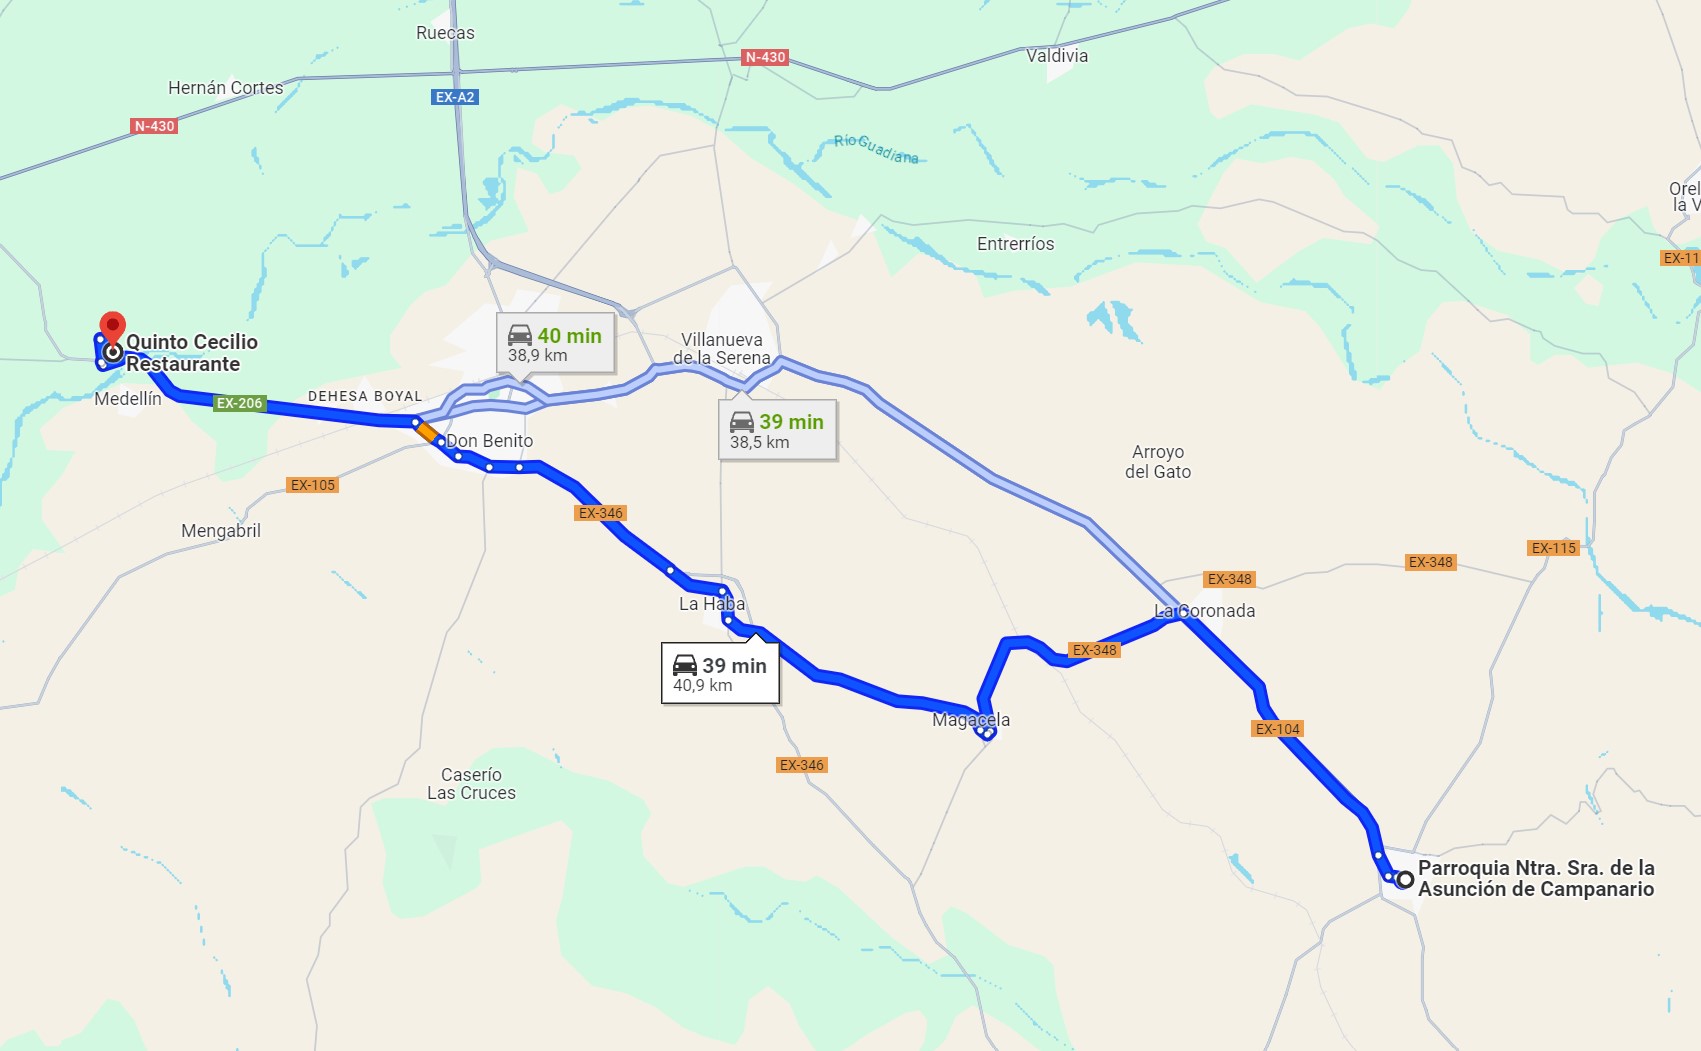 Ruecas
N-430
Valdivia
Hernán Cortes
EX-A2
N-430
Río Guadiana
Orel
la V
Entrerríos
EX-11
Quinto Cecilio
Restaurante
40 min
38,9 km
Villanueva
de la Serena
Medellín
EX-206
DEHESA BOYAL
39 min
38,5 km
Don Benito
Arroyo
del Gato
EX-105
EX-346
Mengabril
EX-115
EX-348
EX-348
La Haba
La Coronada
EX-348
39 min
40,9 km
Magacela
EX-104
EX-346
Caserío
Las Cruces
Parroquia Ntra. Sra. de la
Asunción de Campanario